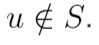 u ∉ S.